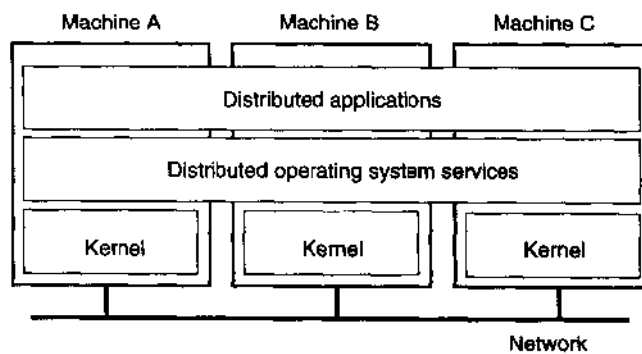 Machine A Machine B Machine C
Distributed applications
Distributed operating system services
Kernel Kernel Kernel
Network